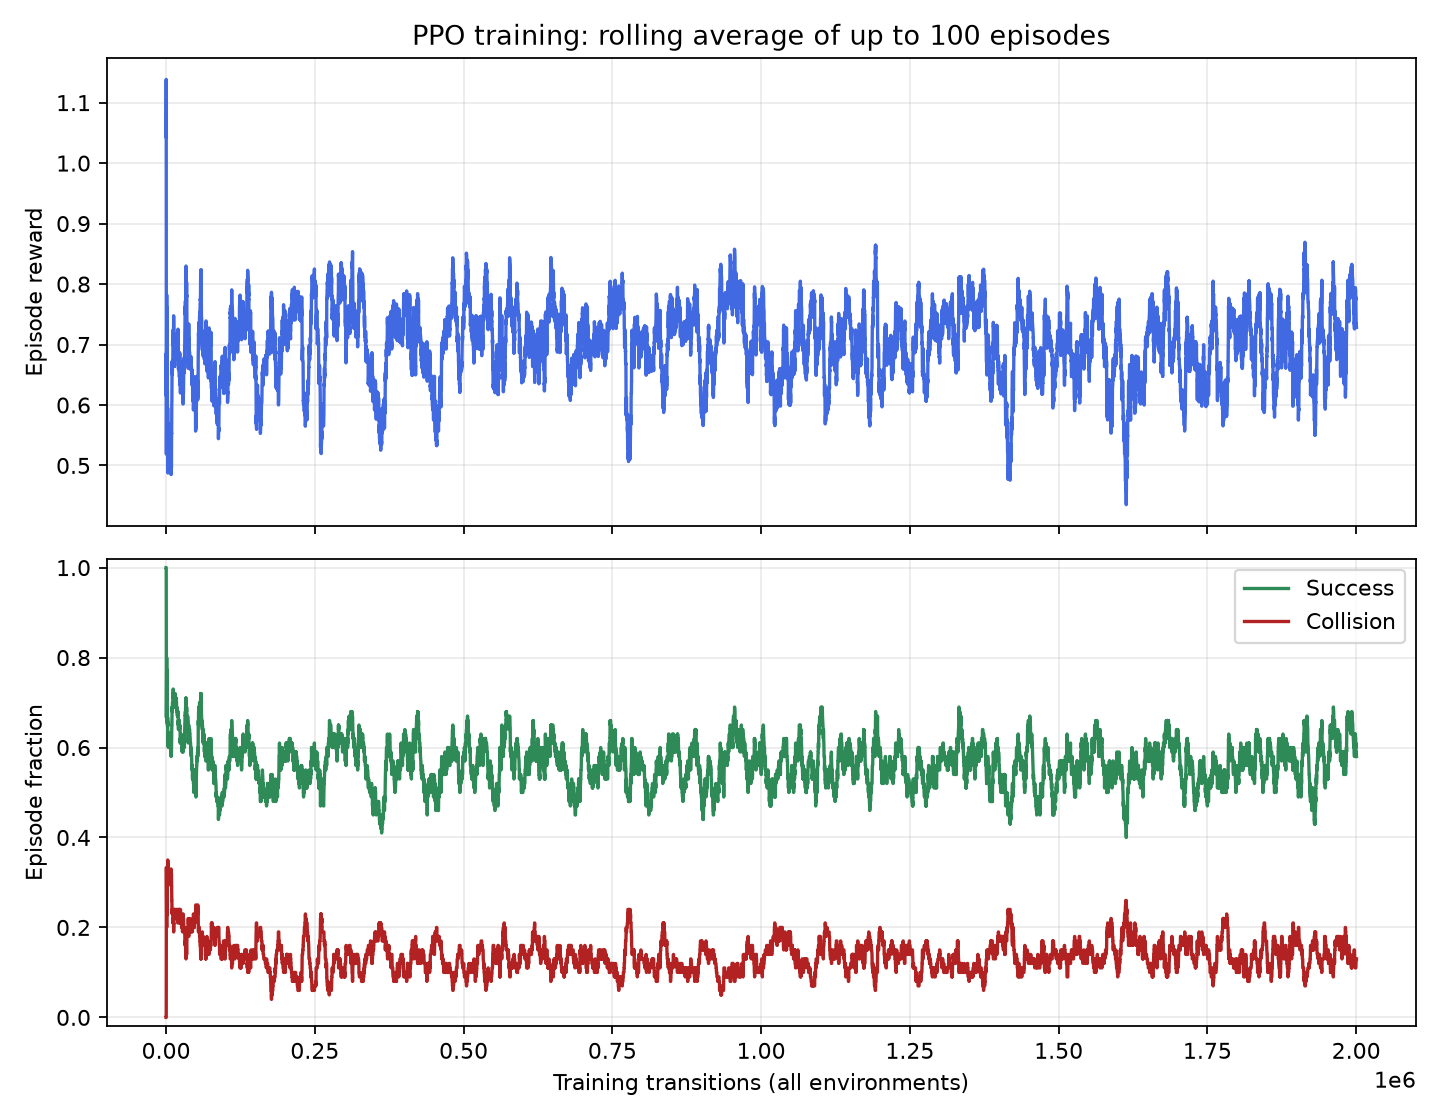 PPO training: rolling average of up to 100 episodes
1.1
1.0
0.9
0.8
0.7
0.6
0.5
Episode reward
1.0
0.8
0.6
0.4
0.2
0.0
Episode fraction
Success
Collision
0.00 0.25 0.50 0.75 1.00 1.25 1.50 1.75 2.00
1e6
Training transitions (all environments)